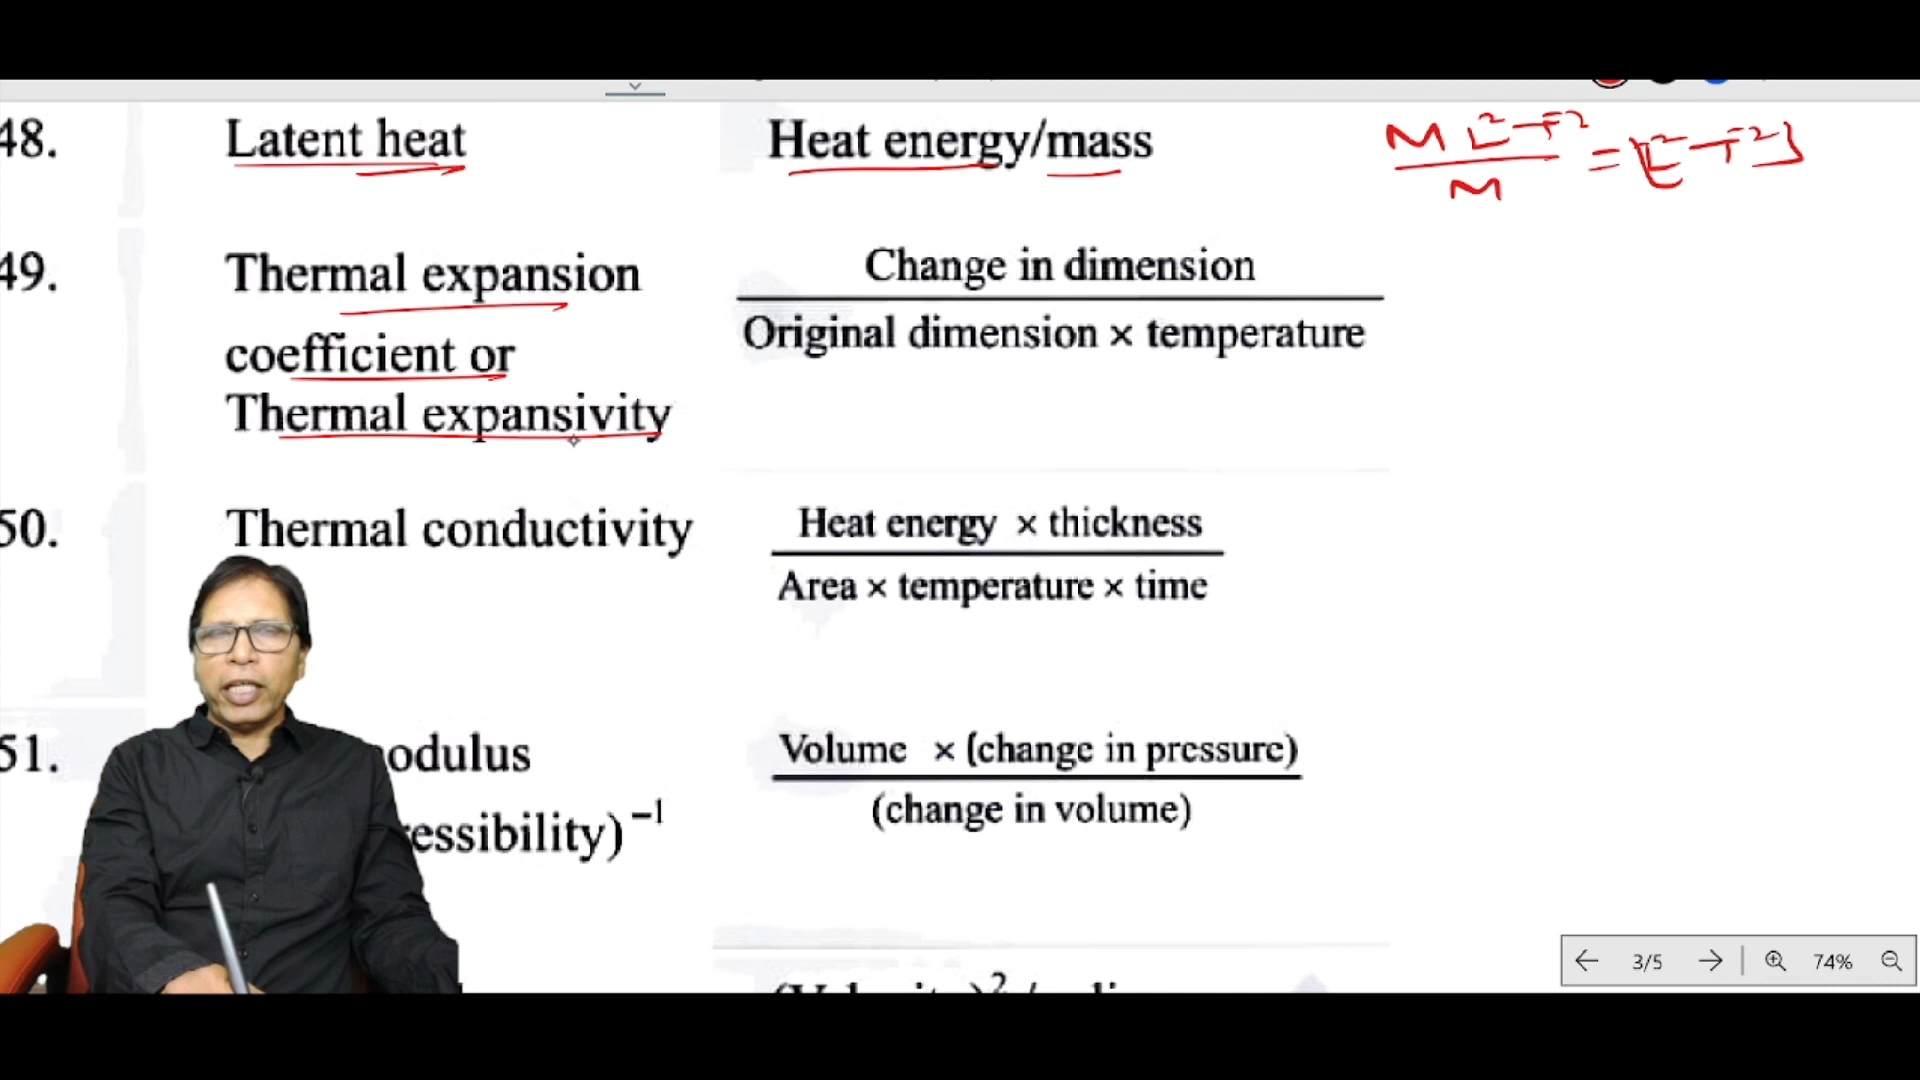 48. Latent heat Heat energy/mass M L² T⁻² / M = [L² T⁻²]
49. Thermal expansion Change in dimension
coefficient or Original dimension × temperature
Thermal expansivity
50. Thermal conductivity Heat energy × thickness
Area × temperature × time
51. odulus Volume × (change in pressure)
essibility)⁻¹ (change in volume)
3/5 74%